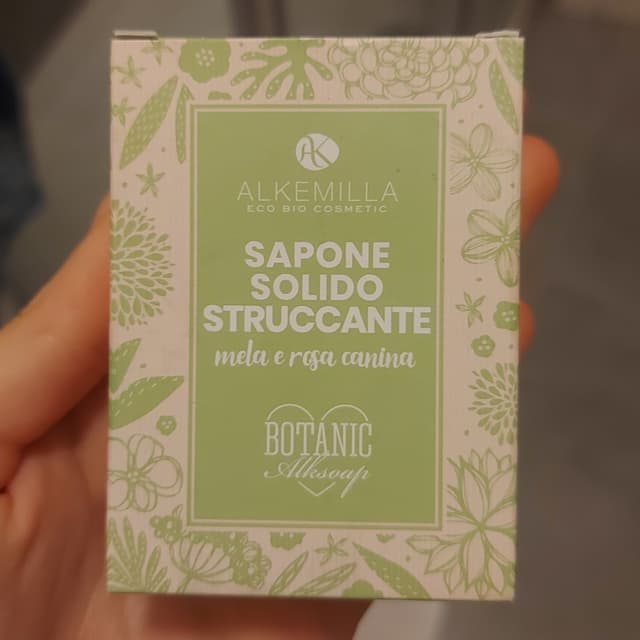 AK
ALKEMILLA
ECO BIO COSMETIC
SAPONE
SOLIDO
STRUCCANTE
mela e rosa canina
BOTANIC
Alksoap